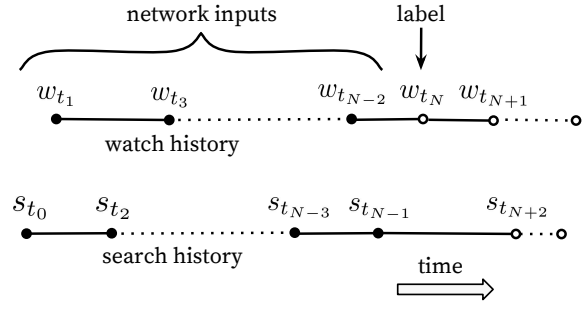 network inputs label
w_{t_1} w_{t_3} w_{t_{N-2}} w_{t_N} w_{t_{N+1}}
watch history
s_{t_0} s_{t_2} s_{t_{N-3}} s_{t_{N-1}} s_{t_{N+2}}
search history
time